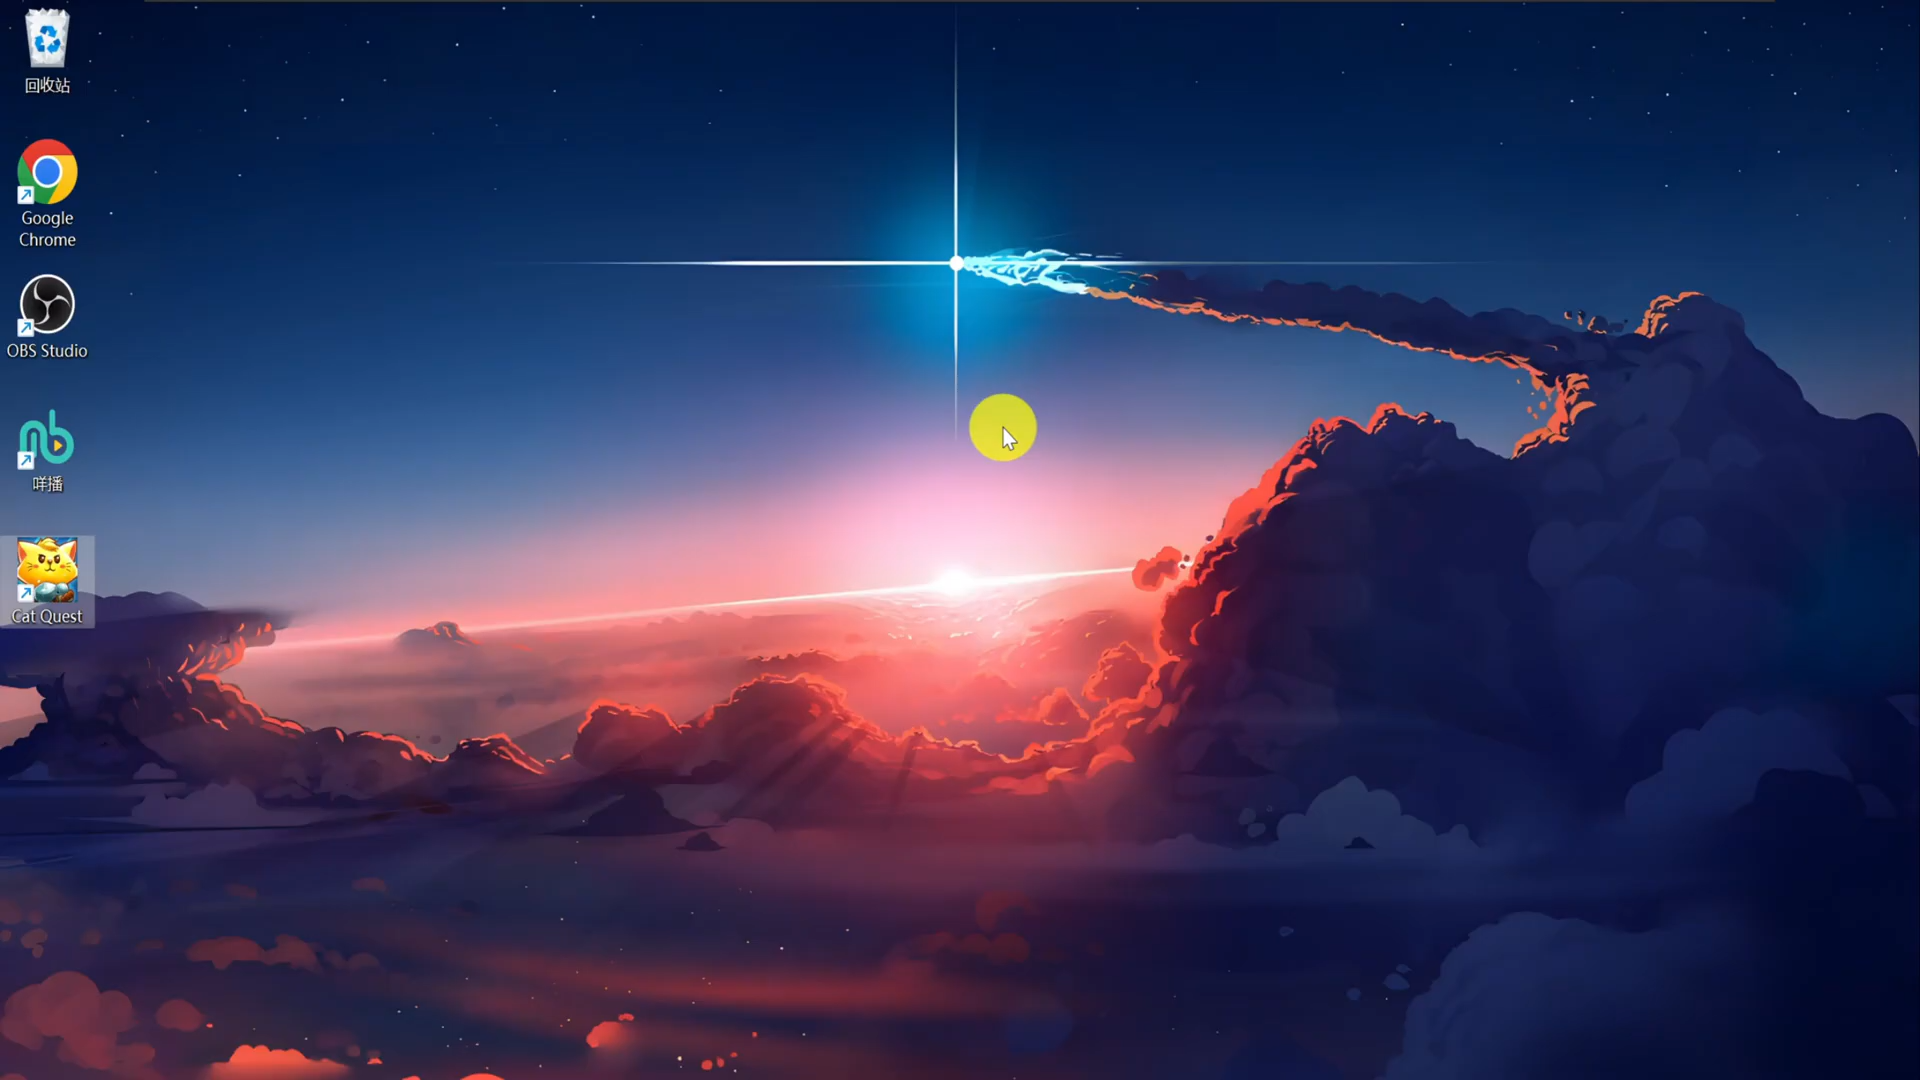 回收站
Google
Chrome
OBS Studio
咩播
Cat Quest